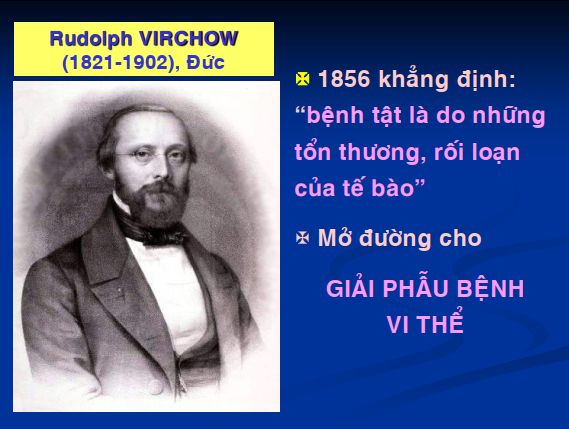 Rudolph VIRCHOW
(1821-1902), Đức
1856 khẳng định:
“bệnh tật là do những
tổn thương, rối loạn
của tế bào”
Mở đường cho
GIẢI PHẪU BỆNH
VI THỂ